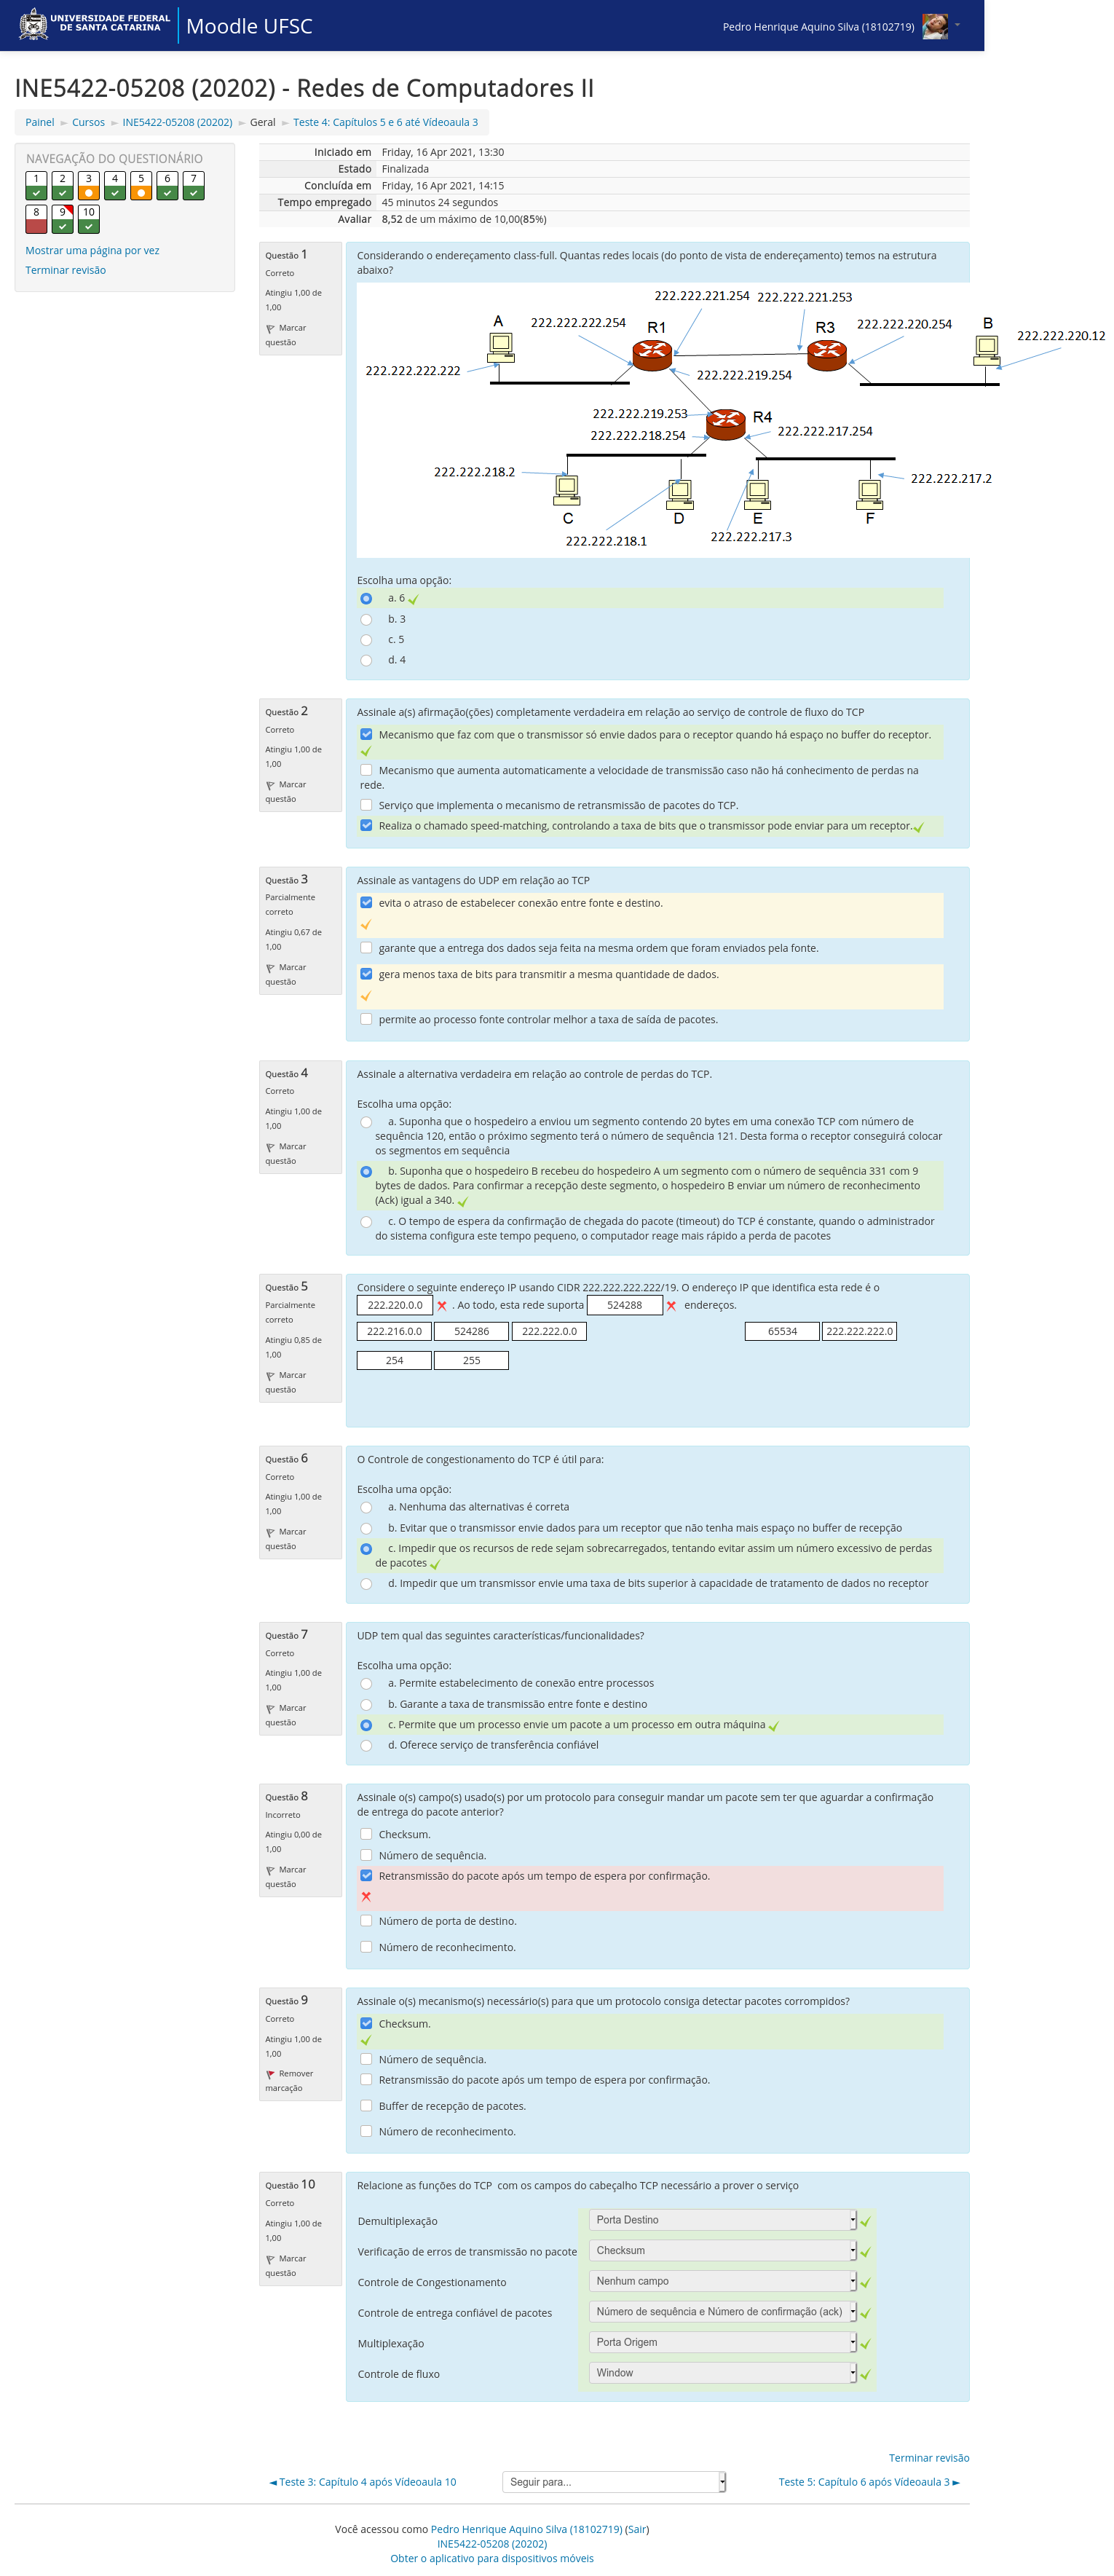 UNIVERSIDADE FEDERAL
DE SANTA CATARINA
Moodle UFSC
Pedro Henrique Aquino Silva (18102719)
INE5422-05208 (20202) - Redes de Computadores II
Painel ► Cursos ► INE5422-05208 (20202) ► Geral ► Teste 4: Capítulos 5 e 6 até Vídeoaula 3
NAVEGAÇÃO DO QUESTIONÁRIO
1 2 3 4 5 6 7
8 9 10
Mostrar uma página por vez
Terminar revisão
Iniciado em Friday, 16 Apr 2021, 13:30
Estado Finalizada
Concluída em Friday, 16 Apr 2021, 14:15
Tempo empregado 45 minutos 24 segundos
Avaliar 8,52 de um máximo de 10,00(85%)
Questão 1
Correto
Atingiu 1,00 de
1,00
Marcar
questão
Considerando o endereçamento class-full. Quantas redes locais (do ponto de vista de endereçamento) temos na estrutura
abaixo?
222.222.221.254 222.222.221.253
A 222.222.222.254 R1 R3 222.222.220.254 B
222.222.220.12
222.222.222.222 222.222.219.254
222.222.219.253 R4
222.222.218.254 222.222.217.254
222.222.218.2 222.222.217.2
C D E F
222.222.218.1 222.222.217.3
Escolha uma opção:
a. 6
b. 3
c. 5
d. 4
Questão 2
Correto
Atingiu 1,00 de
1,00
Marcar
questão
Assinale a(s) afirmação(ções) completamente verdadeira em relação ao serviço de controle de fluxo do TCP
Mecanismo que faz com que o transmissor só envie dados para o receptor quando há espaço no buffer do receptor.
Mecanismo que aumenta automaticamente a velocidade de transmissão caso não há conhecimento de perdas na
rede.
Serviço que implementa o mecanismo de retransmissão de pacotes do TCP.
Realiza o chamado speed-matching, controlando a taxa de bits que o transmissor pode enviar para um receptor.
Questão 3
Parcialmente
correto
Atingiu 0,67 de
1,00
Marcar
questão
Assinale as vantagens do UDP em relação ao TCP
evita o atraso de estabelecer conexão entre fonte e destino.
garante que a entrega dos dados seja feita na mesma ordem que foram enviados pela fonte.
gera menos taxa de bits para transmitir a mesma quantidade de dados.
permite ao processo fonte controlar melhor a taxa de saída de pacotes.
Questão 4
Correto
Atingiu 1,00 de
1,00
Marcar
questão
Assinale a alternativa verdadeira em relação ao controle de perdas do TCP.
Escolha uma opção:
a. Suponha que o hospedeiro a enviou um segmento contendo 20 bytes em uma conexão TCP com número de
sequência 120, então o próximo segmento terá o número de sequência 121. Desta forma o receptor conseguirá colocar
os segmentos em sequência
b. Suponha que o hospedeiro B recebeu do hospedeiro A um segmento com o número de sequência 331 com 9
bytes de dados. Para confirmar a recepção deste segmento, o hospedeiro B enviar um número de reconhecimento
(Ack) igual a 340.
c. O tempo de espera da confirmação de chegada do pacote (timeout) do TCP é constante, quando o administrador
do sistema configura este tempo pequeno, o computador reage mais rápido a perda de pacotes
Questão 5
Parcialmente
correto
Atingiu 0,85 de
1,00
Marcar
questão
Considere o seguinte endereço IP usando CIDR 222.222.222.222/19. O endereço IP que identifica esta rede é o
222.220.0.0 . Ao todo, esta rede suporta 524288 endereços.
222.216.0.0 524286 222.222.0.0 65534 222.222.222.0
254 255
Questão 6
Correto
Atingiu 1,00 de
1,00
Marcar
questão
O Controle de congestionamento do TCP é útil para:
Escolha uma opção:
a. Nenhuma das alternativas é correta
b. Evitar que o transmissor envie dados para um receptor que não tenha mais espaço no buffer de recepção
c. Impedir que os recursos de rede sejam sobrecarregados, tentando evitar assim um número excessivo de perdas
de pacotes
d. Impedir que um transmissor envie uma taxa de bits superior à capacidade de tratamento de dados no receptor
Questão 7
Correto
Atingiu 1,00 de
1,00
Marcar
questão
UDP tem qual das seguintes características/funcionalidades?
Escolha uma opção:
a. Permite estabelecimento de conexão entre processos
b. Garante a taxa de transmissão entre fonte e destino
c. Permite que um processo envie um pacote a um processo em outra máquina
d. Oferece serviço de transferência confiável
Questão 8
Incorreto
Atingiu 0,00 de
1,00
Marcar
questão
Assinale o(s) campo(s) usado(s) por um protocolo para conseguir mandar um pacote sem ter que aguardar a confirmação
de entrega do pacote anterior?
Checksum.
Número de sequência.
Retransmissão do pacote após um tempo de espera por confirmação.
Número de porta de destino.
Número de reconhecimento.
Questão 9
Correto
Atingiu 1,00 de
1,00
Remover
marcação
Assinale o(s) mecanismo(s) necessário(s) para que um protocolo consiga detectar pacotes corrompidos?
Checksum.
Número de sequência.
Retransmissão do pacote após um tempo de espera por confirmação.
Buffer de recepção de pacotes.
Número de reconhecimento.
Questão 10
Correto
Atingiu 1,00 de
1,00
Marcar
questão
Relacione as funções do TCP com os campos do cabeçalho TCP necessário a prover o serviço
Demultiplexação Porta Destino
Verificação de erros de transmissão no pacote Checksum
Controle de Congestionamento Nenhum campo
Controle de entrega confiável de pacotes Número de sequência e Número de confirmação (ack)
Multiplexação Porta Origem
Controle de fluxo Window
Terminar revisão
◄ Teste 3: Capítulo 4 após Vídeoaula 10 Seguir para... Teste 5: Capítulo 6 após Vídeoaula 3 ►
Você acessou como Pedro Henrique Aquino Silva (18102719) (Sair)
INE5422-05208 (20202)
Obter o aplicativo para dispositivos móveis